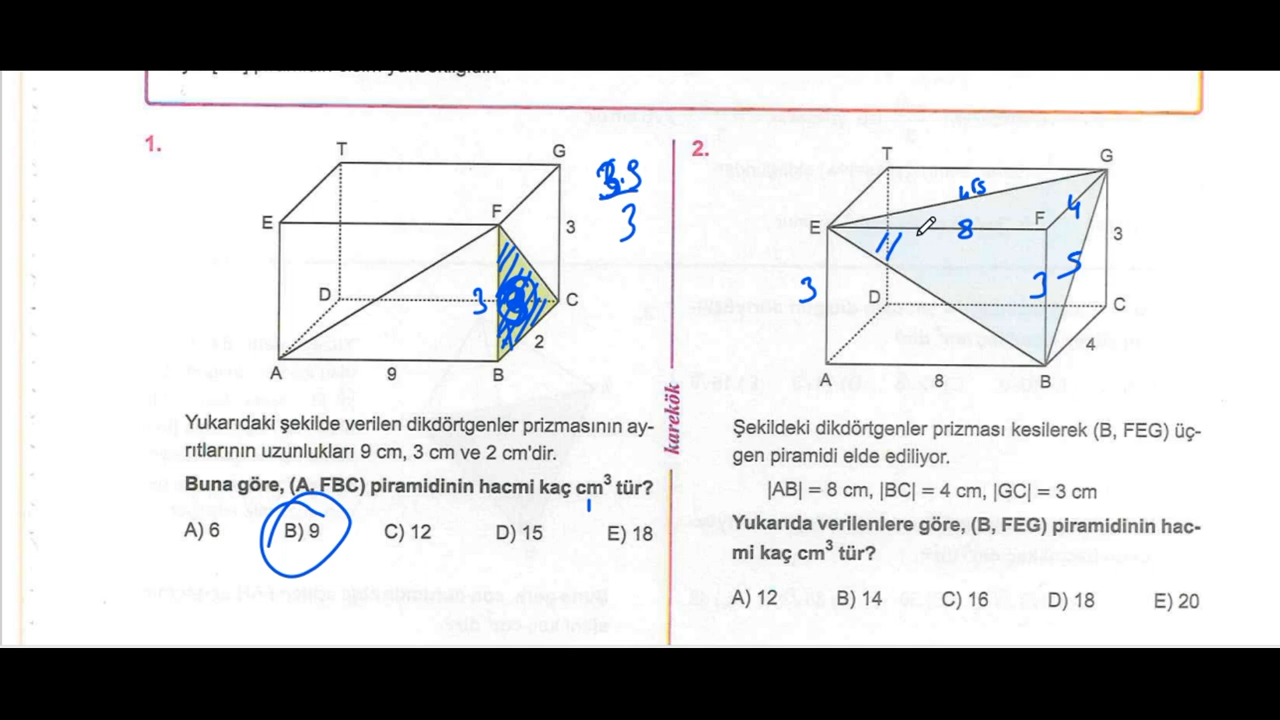 1.
T
G
E
F
3
D
C
3
2
A
9
B
3
Yukarıdaki şekilde verilen dikdörtgenler prizmasının ay-
rıtlarının uzunlukları 9 cm, 3 cm ve 2 cm'dir.
Buna göre, (A, FBC) piramidinin hacmi kaç cm³ tür?
A) 6 B) 9 C) 12 D) 15 E) 18
karekök
2.
T
G
E
F
4
8
3
D
3
5
3
C
4
A
8
B
Şekildeki dikdörtgenler prizması kesilerek (B, FEG) üç-
gen piramidi elde ediliyor.
|AB| = 8 cm, |BC| = 4 cm, |GC| = 3 cm
Yukarıda verilenlere göre, (B, FEG) piramidinin hac-
mi kaç cm³ tür?
A) 12 B) 14 C) 16 D) 18 E) 20